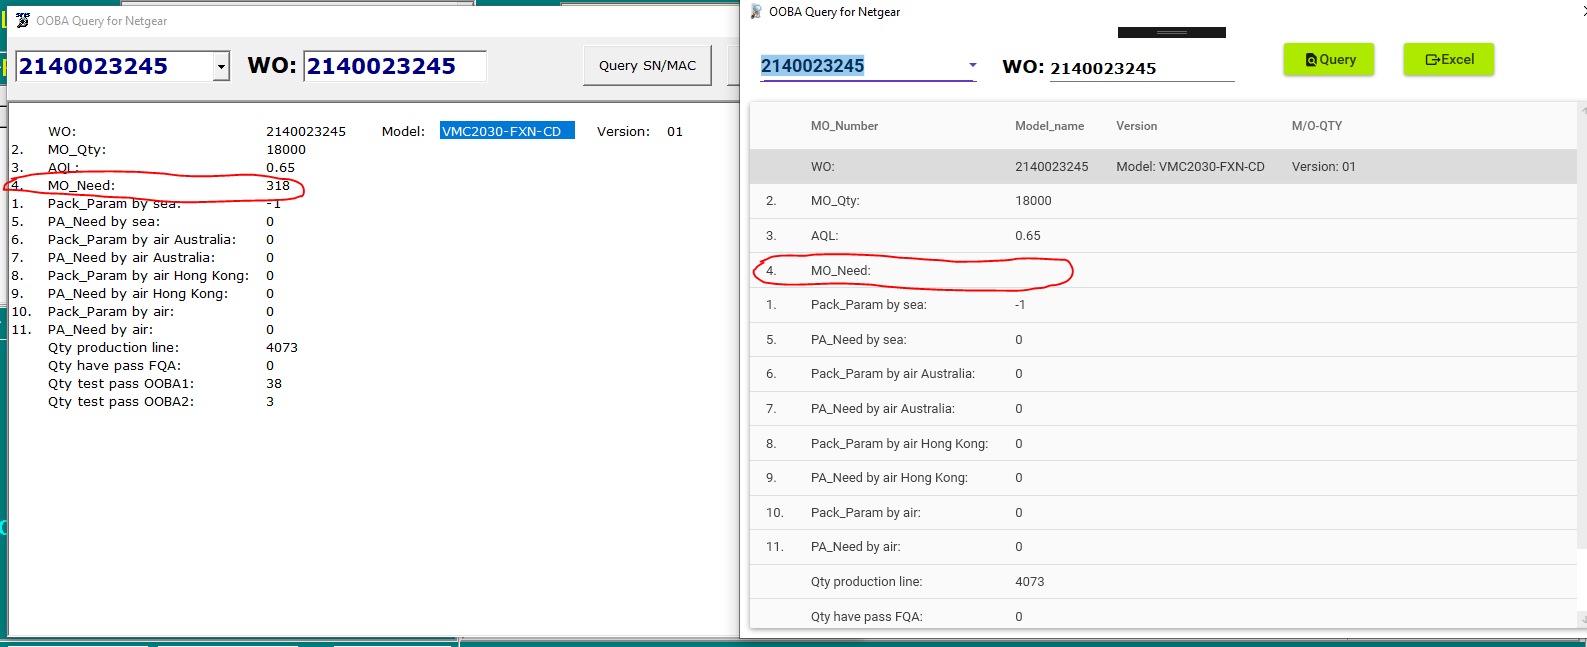 OOBA Query for Netgear
2140023245 WO: 2140023245 Query SN/MAC
WO: 2140023245 Model: VMC2030-FXN-CD Version: 01
2. MO_Qty: 18000
3. AQL: 0.65
4. MO_Need: 318
1. Pack_Param by sea: -1
5. PA_Need by sea: 0
6. Pack_Param by air Australia: 0
7. PA_Need by air Australia: 0
8. Pack_Param by air Hong Kong: 0
9. PA_Need by air Hong Kong: 0
10. Pack_Param by air: 0
11. PA_Need by air: 0
Qty production line: 4073
Qty have pass FQA: 0
Qty test pass OOBA1: 38
Qty test pass OOBA2: 3
OOBA Query for Netgear
2140023245 WO: 2140023245 Query Excel
MO_Number Model_name Version M/O-QTY
WO: 2140023245 Model: VMC2030-FXN-CD Version: 01
2. MO_Qty: 18000
3. AQL: 0.65
4. MO_Need:
1. Pack_Param by sea: -1
5. PA_Need by sea: 0
6. Pack_Param by air Australia: 0
7. PA_Need by air Australia: 0
8. Pack_Param by air Hong Kong: 0
9. PA_Need by air Hong Kong: 0
10. Pack_Param by air: 0
11. PA_Need by air: 0
Qty production line: 4073
Qty have pass FQA: 0